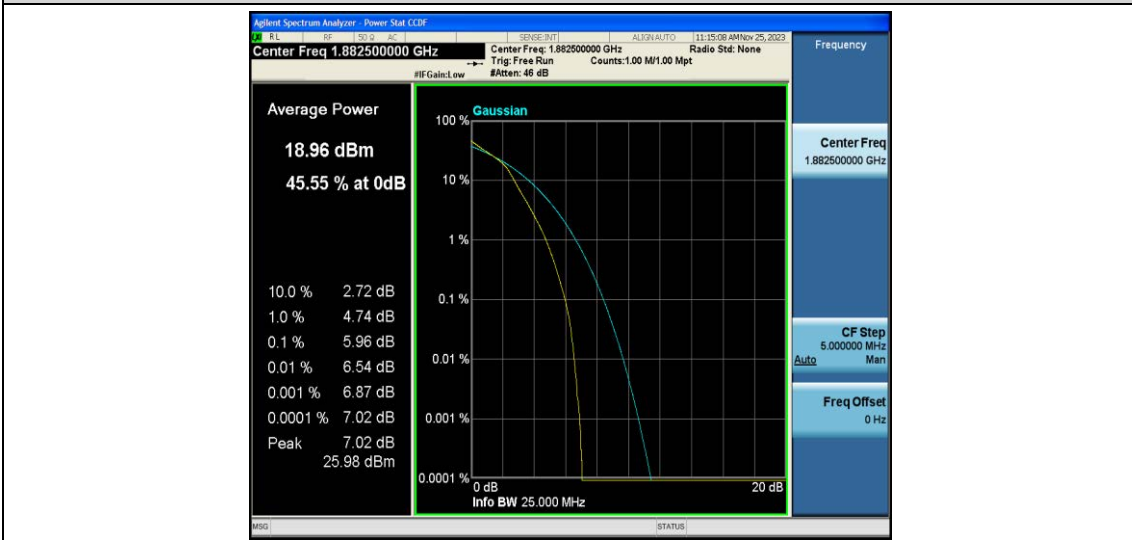 Agilent Spectrum Analyzer - Power Stat CCDF
LXI RL RF 50 Ω AC SENSE:INT ALIGN AUTO 11:15:08 AM Nov 25, 2023
Center Freq 1.882500000 GHz
Center Freq: 1.882500000 GHz Radio Std: None
Trig: Free Run Counts:1.00 M/1.00 Mpt
#IFGain:Low #Atten: 46 dB
Frequency
Average Power
18.96 dBm
45.55 % at 0dB
10.0 % 2.72 dB
1.0 % 4.74 dB
0.1 % 5.96 dB
0.01 % 6.54 dB
0.001 % 6.87 dB
0.0001 % 7.02 dB
Peak 7.02 dB
25.98 dBm
Gaussian
100 %
10 %
1 %
0.1 %
0.01 %
0.001 %
0.0001 %
0 dB 20 dB
Info BW 25.000 MHz
Center Freq
1.882500000 GHz
CF Step
5.000000 MHz
Auto Man
Freq Offset
0 Hz
MSG STATUS